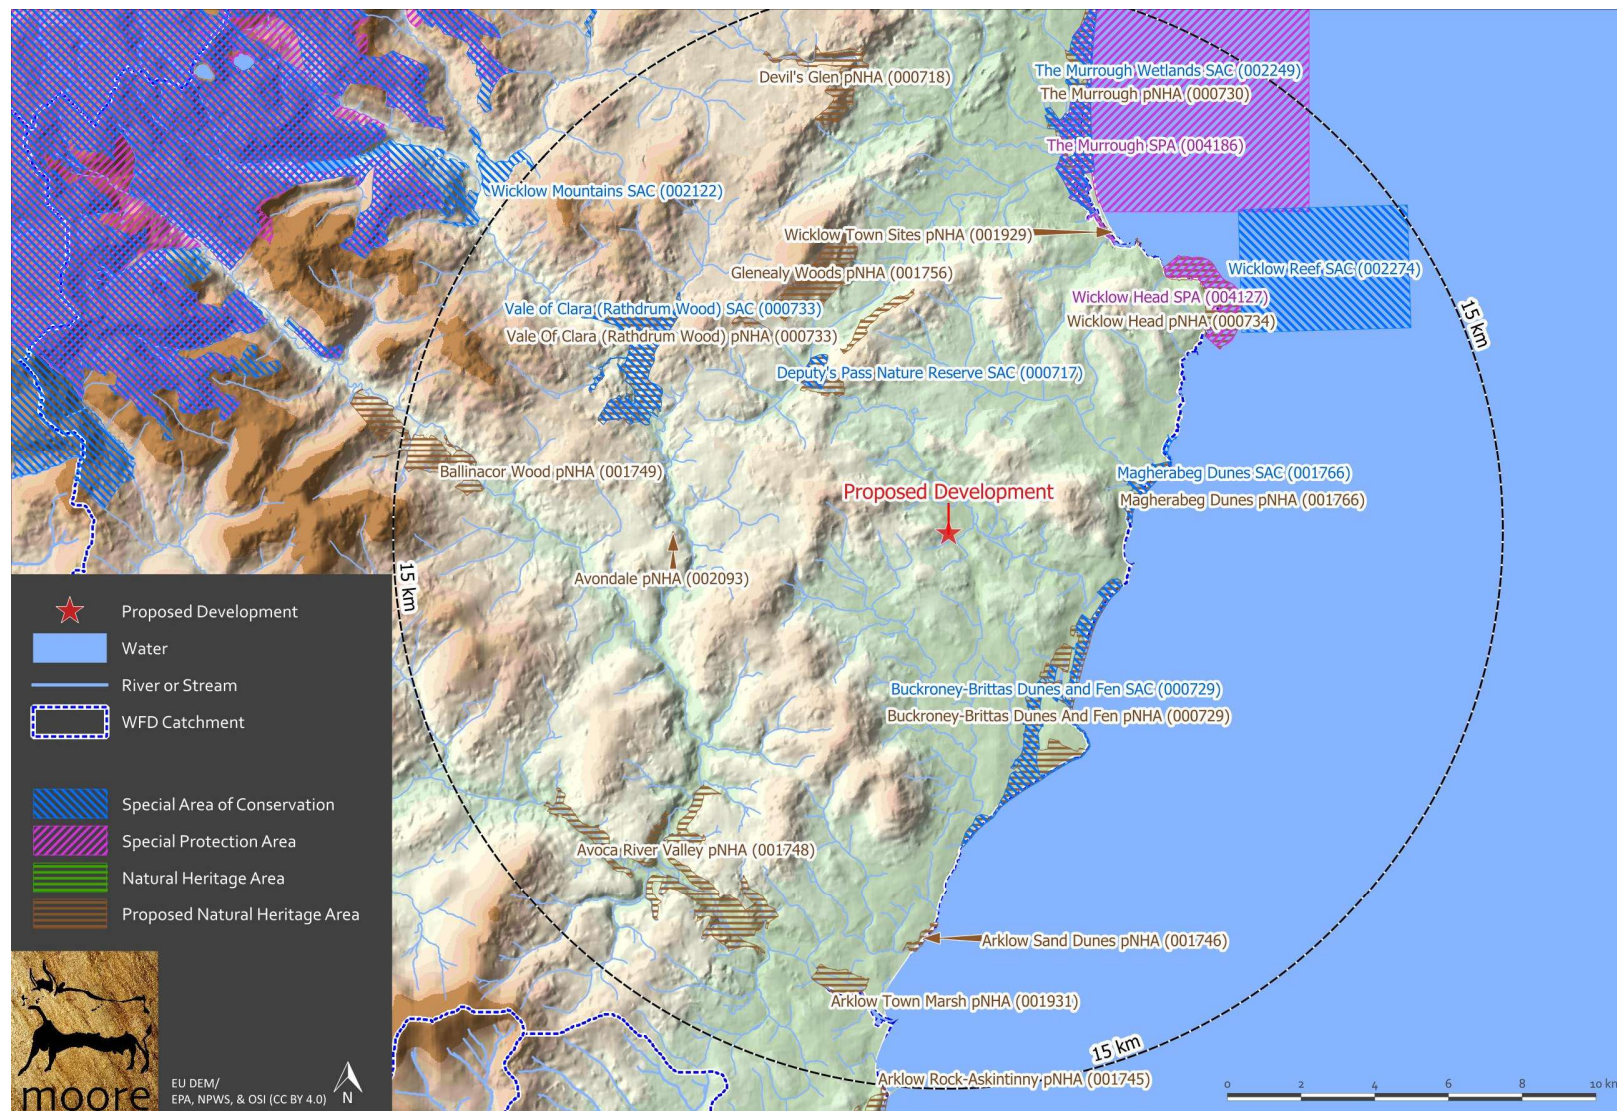 Devil's Glen pNHA (000718)
The Murrough Wetlands SAC (002249)
The Murrough pNHA (000730)
The Murrough SPA (004186)
Wicklow Mountains SAC (002122)
Wicklow Town Sites pNHA (001929)
Glenealy Woods pNHA (001756)
Wicklow Reef SAC (002274)
Wicklow Head SPA (004127)
Wicklow Head pNHA (000734)
Vale of Clara (Rathdrum Wood) SAC (000733)
Vale Of Clara (Rathdrum Wood) pNHA (000733)
15 km
Deputy's Pass Nature Reserve SAC (000717)
Ballinacor Wood pNHA (001749)
Magherabeg Dunes SAC (001766)
Magherabeg Dunes pNHA (001766)
Proposed Development
Avondale pNHA (002093)
15 km
Buckroney-Brittas Dunes and Fen SAC (000729)
Buckroney-Brittas Dunes And Fen pNHA (000729)
Avoca River Valley pNHA (001748)
Arklow Sand Dunes pNHA (001746)
Arklow Town Marsh pNHA (001931)
15 km
Arklow Rock-Askintinny pNHA (001745)
Proposed Development
Water
River or Stream
WFD Catchment
Special Area of Conservation
Special Protection Area
Natural Heritage Area
Proposed Natural Heritage Area
moore
EU DEM/
EPA, NPWS, & OSI (CC BY 4.0)
N
0 2 4 6 8 10 km